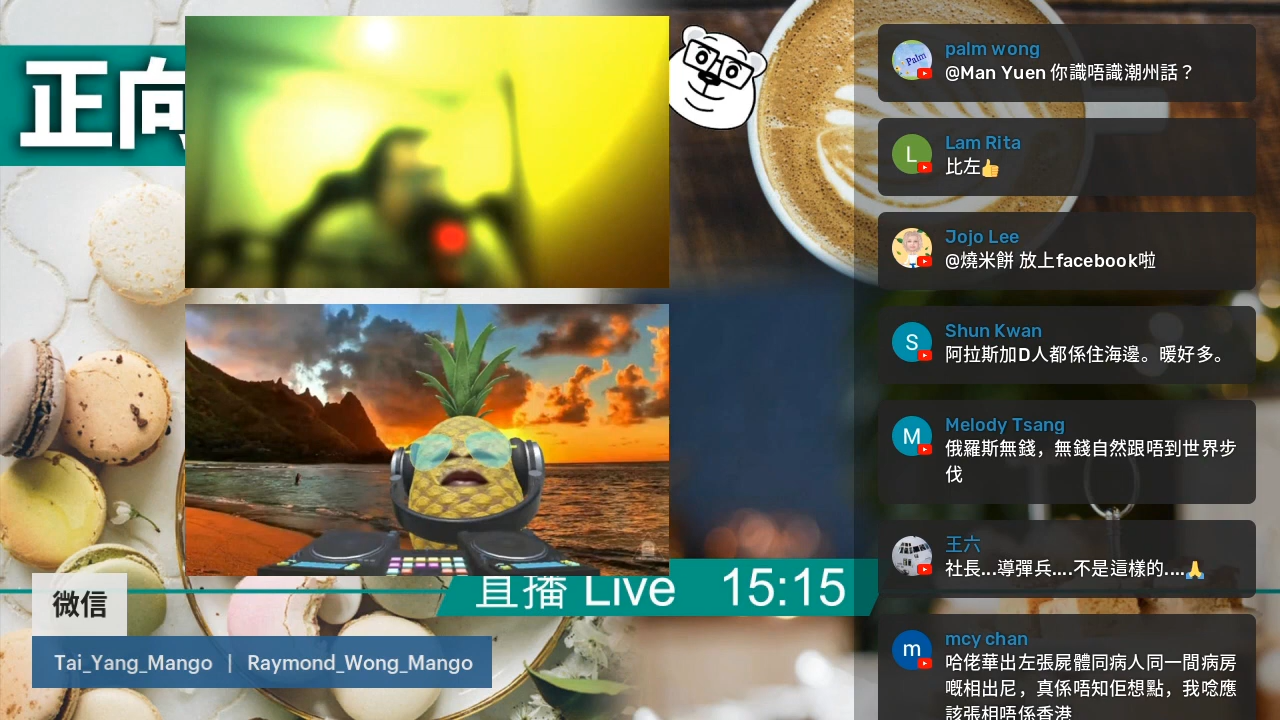 正向
palm wong
@Man Yuen 你識唔識潮州話？
Lam Rita
比左👍
Jojo Lee
@燒米餅 放上facebook啦
Shun Kwan
阿拉斯加D人都係住海邊。暖好多。
Melody Tsang
俄羅斯無錢，無錢自然跟唔到世界步
伐
王六
社長...導彈兵....不是這樣的....🙏
mcy chan
哈佬華出左張屍體同病人同一間病房
嘅相出尼，真係唔知佢想點，我唸應
該張相唔係香港
直播 Live 15:15
微信
Tai_Yang_Mango | Raymond_Wong_Mango
Palm
L
S
M
m